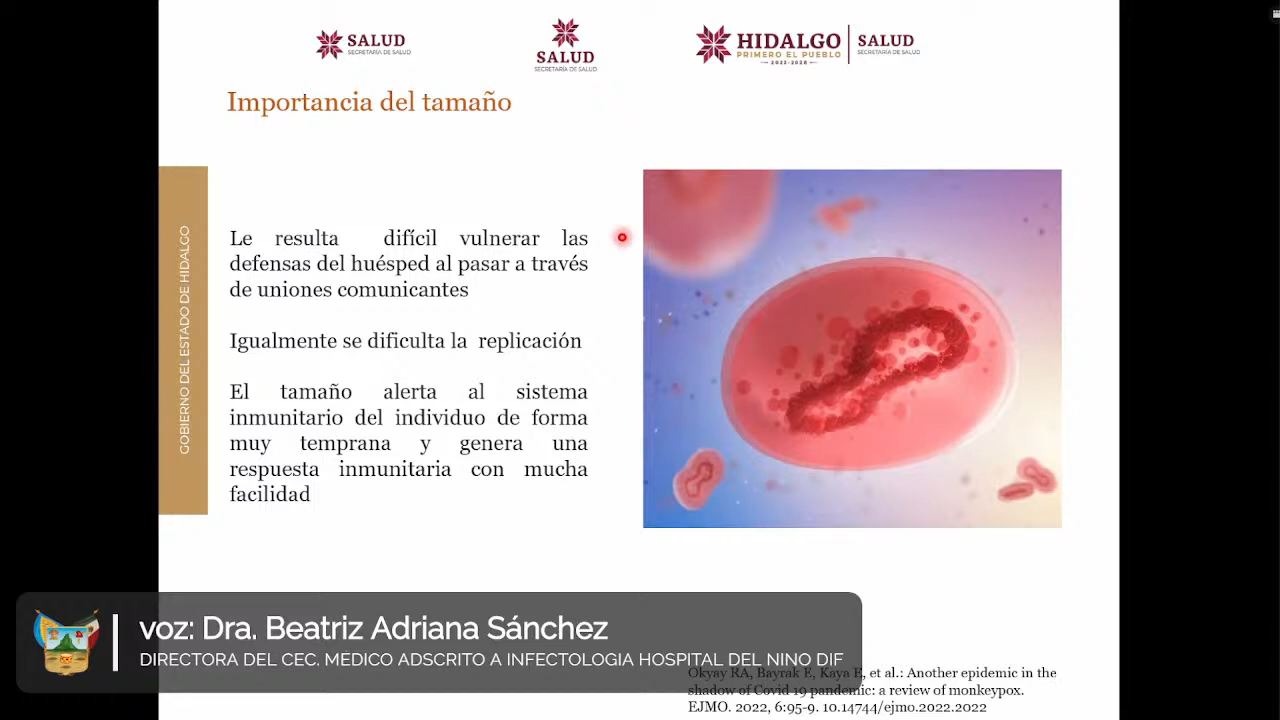 SALUD
SECRETARÍA DE SALUD
SALUD
SECRETARÍA DE SALUD
HIDALGO
PRIMERO EL PUEBLO
2022-2028
SALUD
SECRETARÍA DE SALUD
Importancia del tamaño
GOBIERNO DEL ESTADO DE HIDALGO
Le resulta difícil vulnerar las
defensas del huésped al pasar a través
de uniones comunicantes
Igualmente se dificulta la replicación
El tamaño alerta al sistema
inmunitario del individuo de forma
muy temprana y genera una
respuesta inmunitaria con mucha
facilidad
voz: Dra. Beatriz Adriana Sánchez
DIRECTORA DEL CEC. MÉDICO ADSCRITO A INFECTOLOGIA HOSPITAL DEL NINO DIF
Okyay RA, Bayrak E, Kaya E, et al.: Another epidemic in the
shadow of Covid 19 pandemic: a review of monkeypox.
EJMO. 2022, 6:95-9. 10.14744/ejmo.2022.2022